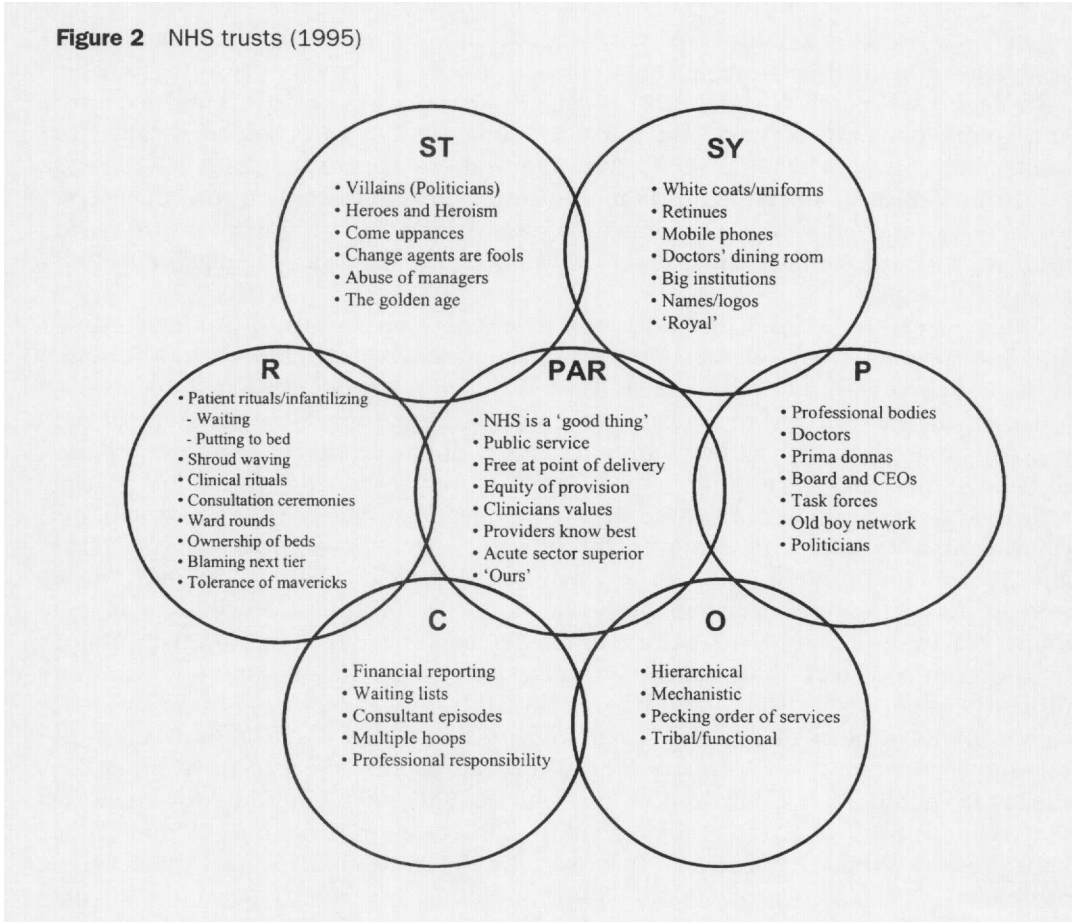 Figure 2 NHS trusts (1995)
ST
• Villains (Politicians)
• Heroes and Heroism
• Come uppances
• Change agents are fools
• Abuse of managers
• The golden age
SY
• White coats/uniforms
• Retinues
• Mobile phones
• Doctors' dining room
• Big institutions
• Names/logos
• 'Royal'
R
• Patient rituals/infantilizing
- Waiting
- Putting to bed
• Shroud waving
• Clinical rituals
• Consultation ceremonies
• Ward rounds
• Ownership of beds
• Blaming next tier
• Tolerance of mavericks
PAR
• NHS is a 'good thing'
• Public service
• Free at point of delivery
• Equity of provision
• Clinicians values
• Providers know best
• Acute sector superior
• 'Ours'
P
• Professional bodies
• Doctors
• Prima donnas
• Board and CEOs
• Task forces
• Old boy network
• Politicians
C
• Financial reporting
• Waiting lists
• Consultant episodes
• Multiple hoops
• Professional responsibility
O
• Hierarchical
• Mechanistic
• Pecking order of services
• Tribal/functional